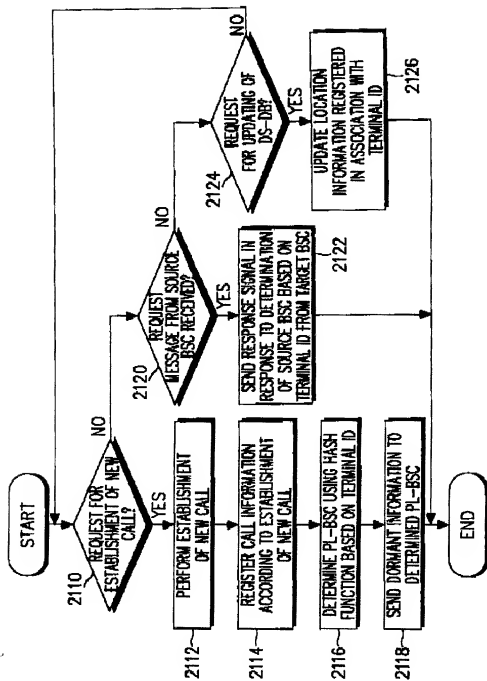 START
2110
REQUEST FOR
ESTABLISHMENT OF NEW
CALL?
NO
YES
2112
PERFORM ESTABLISHMENT
OF NEW CALL
2114
REGISTER CALL INFORMATION
ACCORDING TO ESTABLISHMENT
OF NEW CALL
2116
DETERMINE PL-BSC USING HASH
FUNCTION BASED ON TERMINAL ID
2118
SEND DORMANT INFORMATION TO
DETERMINED PL-BSC
END
2120
REQUEST
MESSAGE FROM SOURCE
BSC RECEIVED?
NO
YES
SEND RESPONSE SIGNAL IN
RESPONSE TO DETERMINATION
OF SOURCE BSC BASED ON
TERMINAL ID FROM TARGET BSC
2122
2124
REQUEST
FOR UPDATING OF
DS-DB?
NO
YES
UPDATE LOCATION
INFORMATION REGISTERED
IN ASSOCIATION WITH
TERMINAL ID
2126